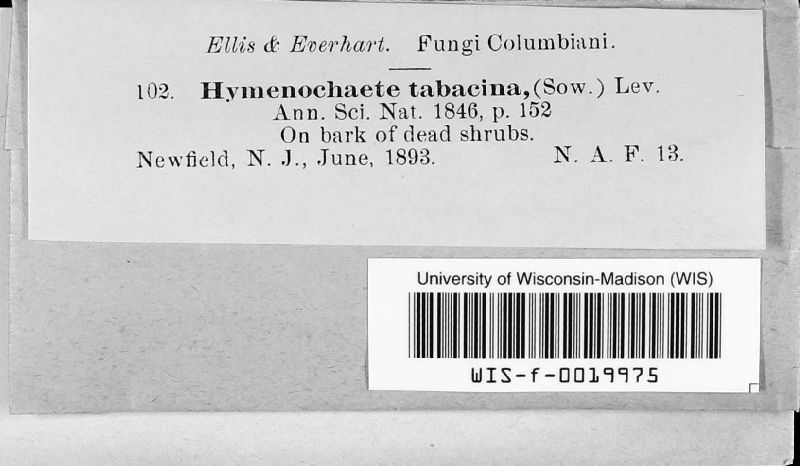 Ellis & Everhart. Fungi Columbiani.
102. Hymenochaete tabacina, (Sow.) Lev.
Ann. Sci. Nat. 1846, p. 152
On bark of dead shrubs.
Newfield, N. J., June, 1893. N. A. F. 13.
University of Wisconsin-Madison (WIS)
WIS-f-0019975